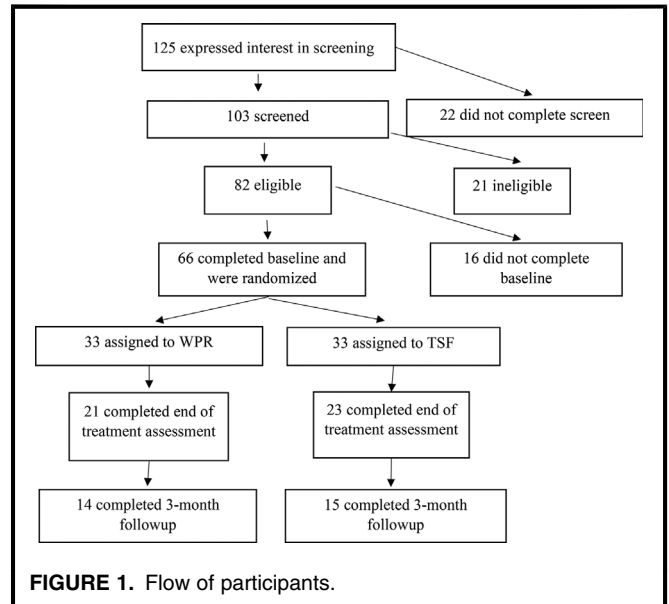 125 expressed interest in screening
22 did not complete screen
103 screened
21 ineligible
82 eligible
66 completed baseline and
were randomized
16 did not complete
baseline
33 assigned to WPR
33 assigned to TSF
21 completed end of
treatment assessment
23 completed end of
treatment assessment
14 completed 3-month
followup
15 completed 3-month
followup
FIGURE 1. Flow of participants.